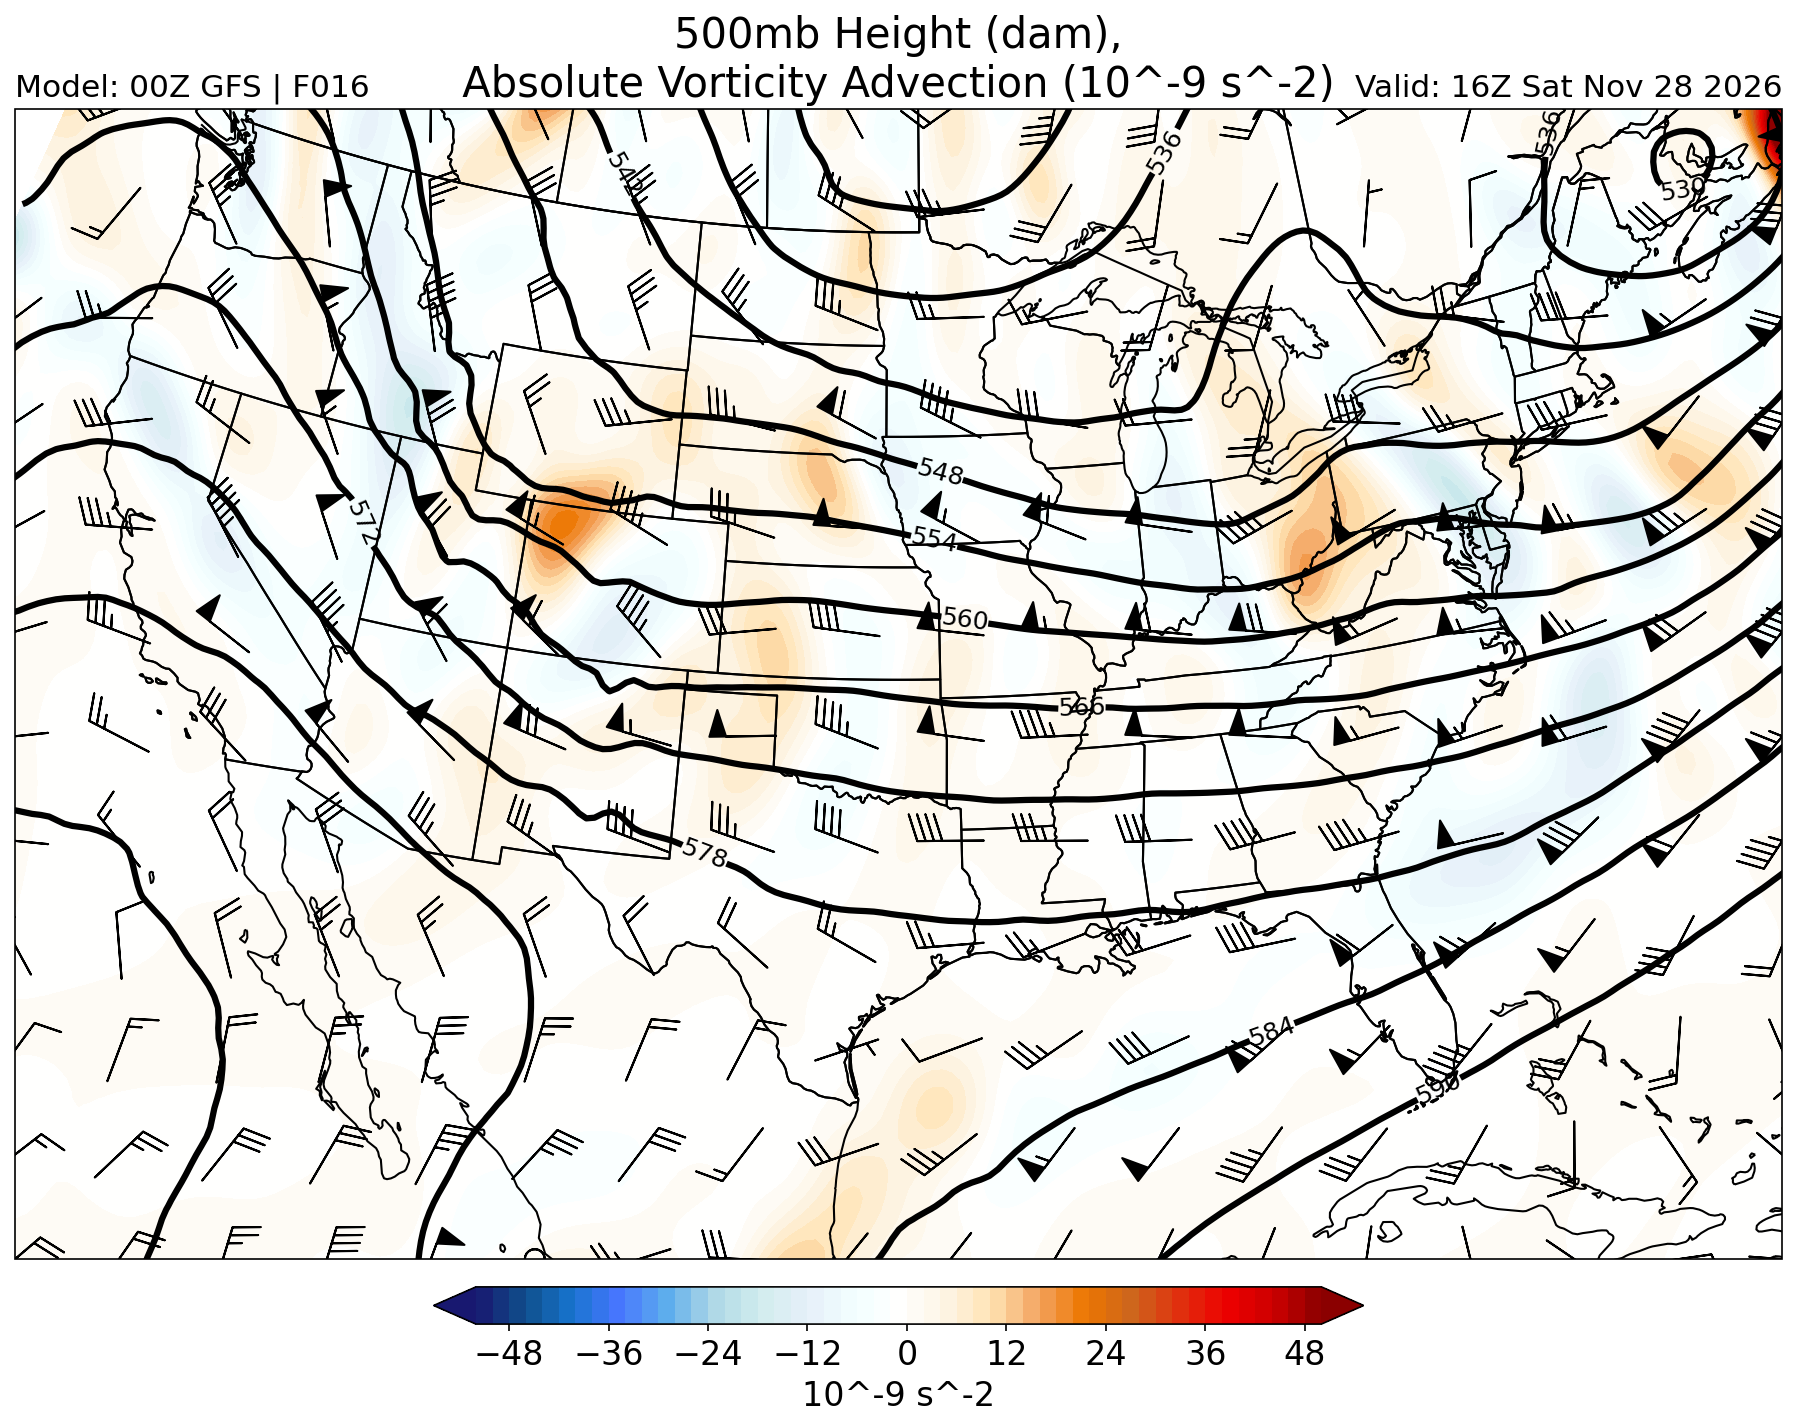 500mb Height (dam),
Absolute Vorticity Advection (10^-9 s^-2)
Model: 00Z GFS | F016
Valid: 16Z Sat Nov 28 2026
536
536
530
542
548
572
554
560
566
578
584
590
−48 −36 −24 −12 0 12 24 36 48
10^-9 s^-2